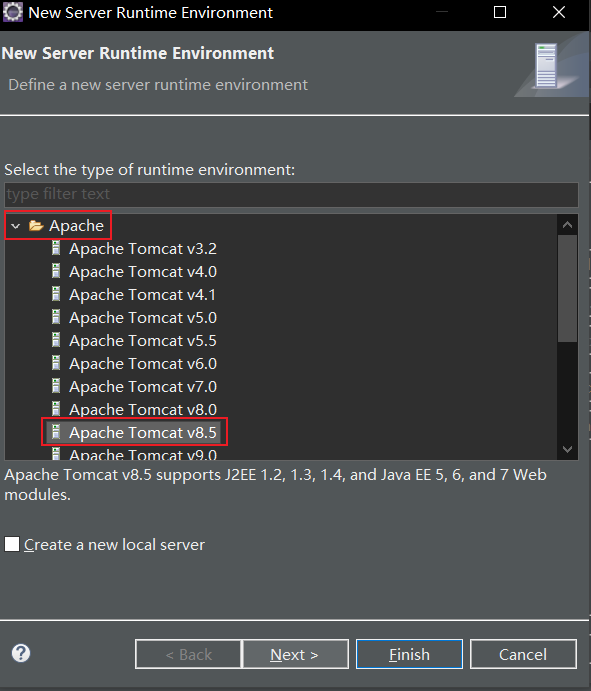 New Server Runtime Environment
New Server Runtime Environment
Define a new server runtime environment
Select the type of runtime environment:
type filter text
Apache
Apache Tomcat v3.2
Apache Tomcat v4.0
Apache Tomcat v4.1
Apache Tomcat v5.0
Apache Tomcat v5.5
Apache Tomcat v6.0
Apache Tomcat v7.0
Apache Tomcat v8.0
Apache Tomcat v8.5
Apache Tomcat v9.0
Apache Tomcat v8.5 supports J2EE 1.2, 1.3, 1.4, and Java EE 5, 6, and 7 Web
modules.
Create a new local server
? < Back Next > Finish Cancel